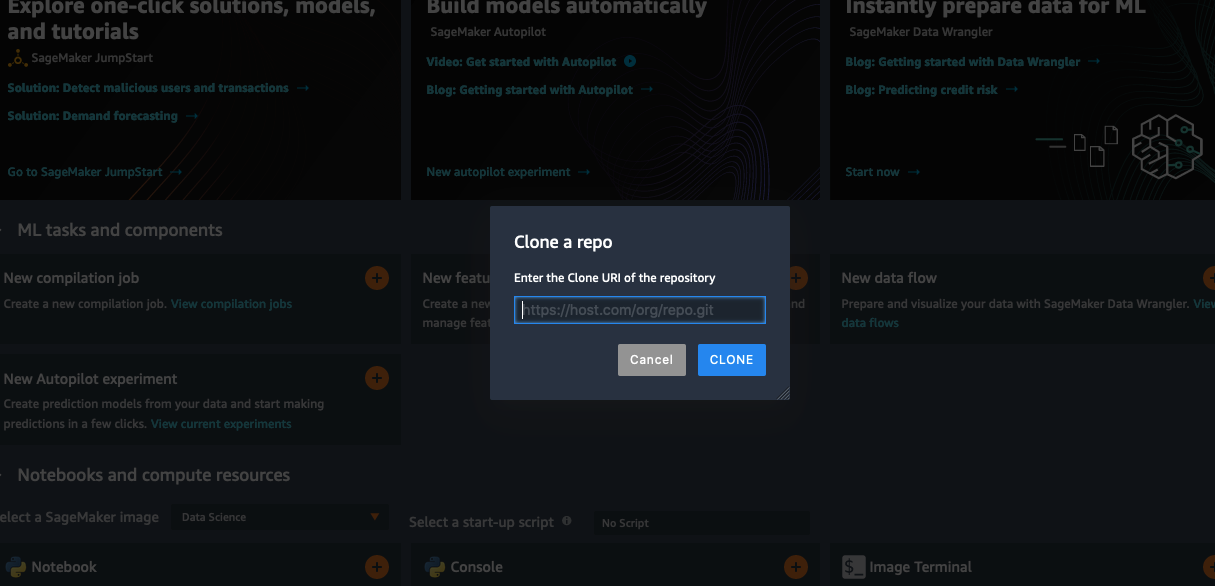 Explore one-click solutions, models,
and tutorials
SageMaker JumpStart
Solution: Detect malicious users and transactions →
Solution: Demand forecasting →
Go to SageMaker JumpStart →
Build models automatically
SageMaker Autopilot
Video: Get started with Autopilot
Blog: Getting started with Autopilot →
New autopilot experiment →
Instantly prepare data for ML
SageMaker Data Wrangler
Blog: Getting started with Data Wrangler →
Blog: Predicting credit risk →
Start now →
ML tasks and components
New compilation job
Create a new compilation job. View compilation jobs
New featu
Create a new
and
manage feat
New data flow
Prepare and visualize your data with SageMaker Data Wrangler. View
data flows
New Autopilot experiment
Create prediction models from your data and start making
predictions in a few clicks. View current experiments
Clone a repo
Enter the Clone URI of the repository
https://host.com/org/repo.git
Cancel
CLONE
Notebooks and compute resources
elect a SageMaker image
Data Science
Select a start-up script
No Script
Notebook
Console
$_ Image Terminal